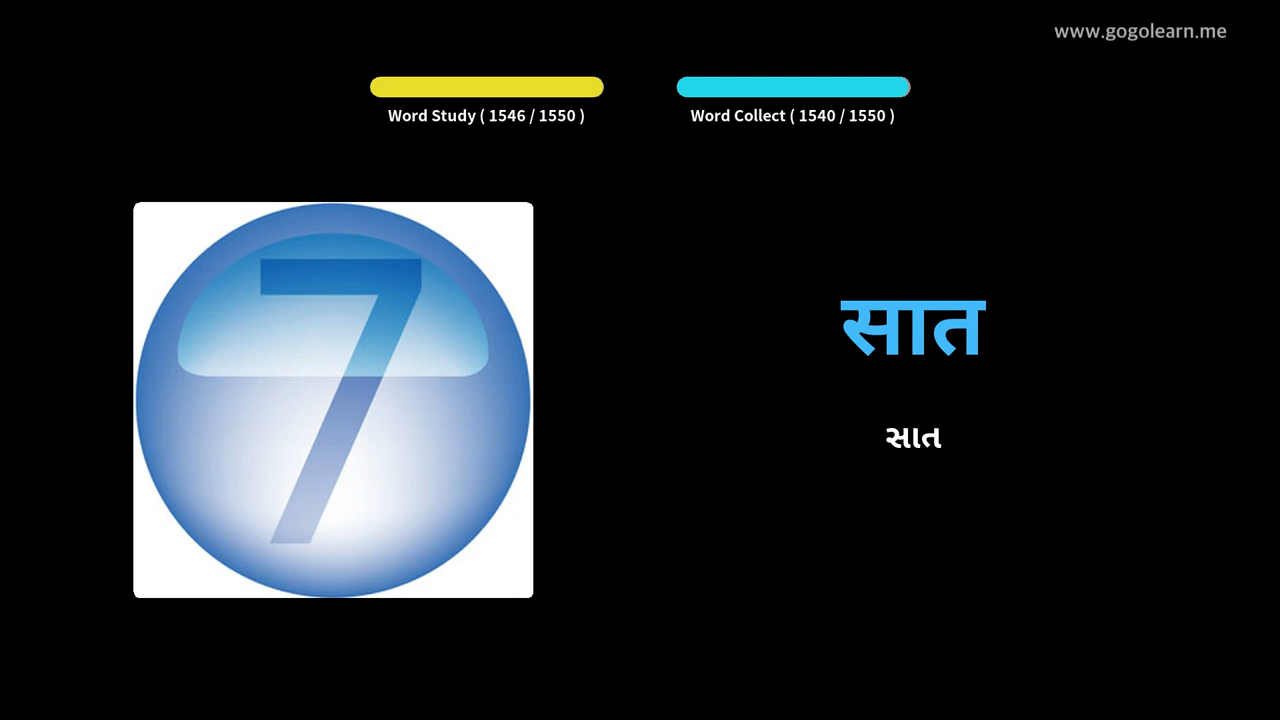 www.gogolearn.me
Word Study ( 1546 / 1550 )
Word Collect ( 1540 / 1550 )
7
सात
સાત